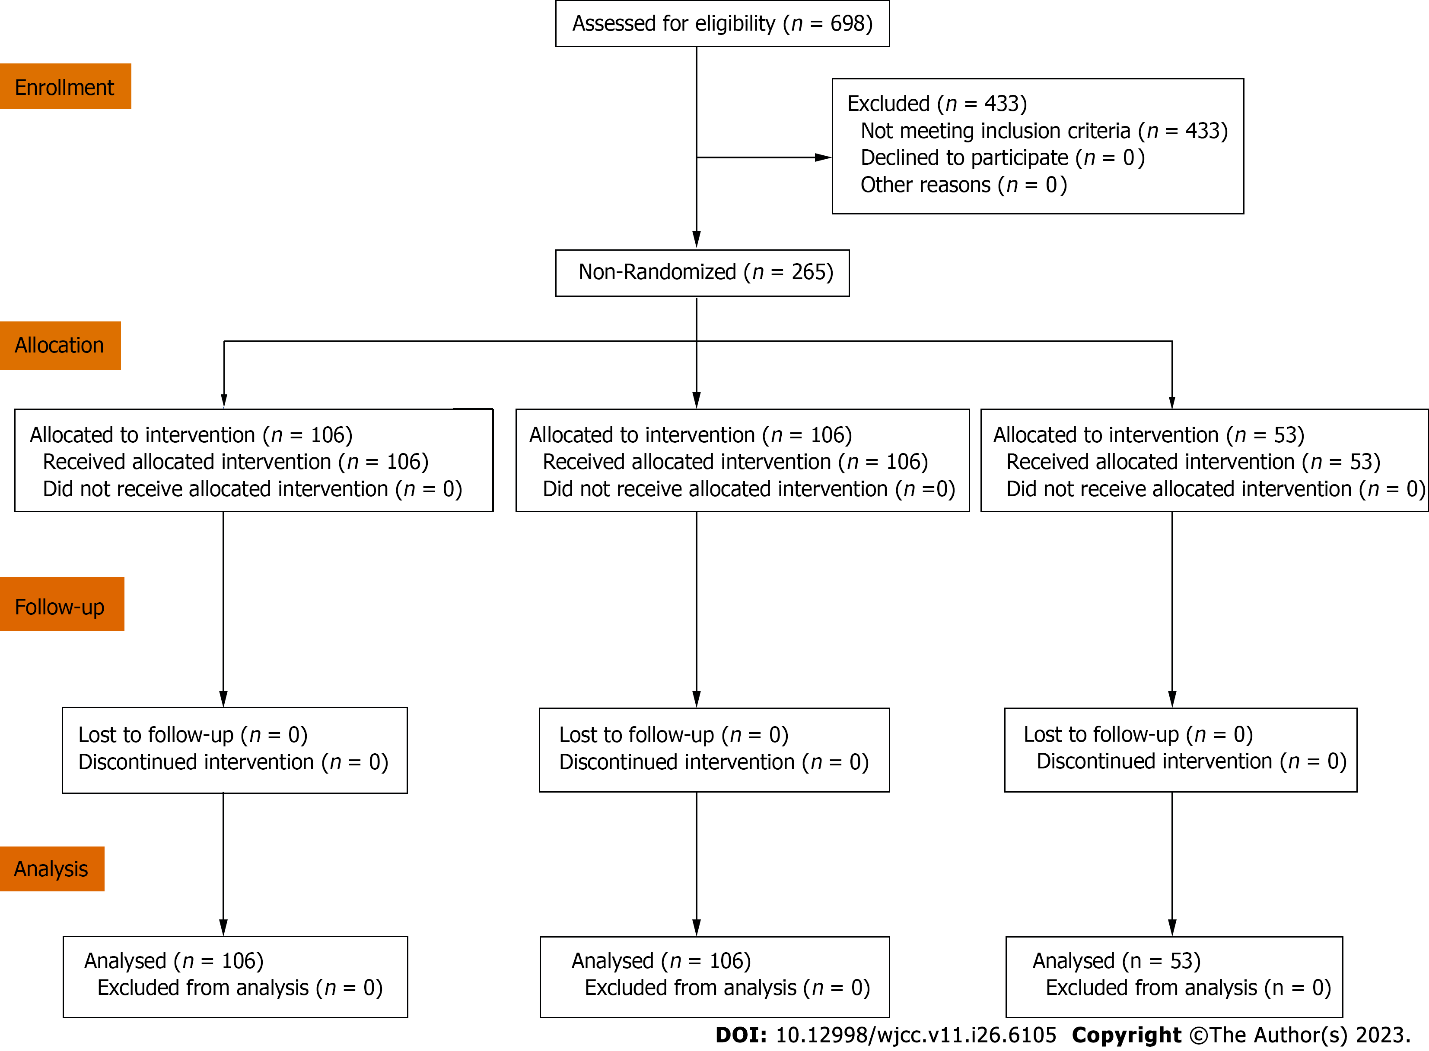 Assessed for eligibility (n = 698)
Enrollment
Excluded (n = 433)
Not meeting inclusion criteria (n = 433)
Declined to participate (n = 0)
Other reasons (n = 0)
Non-Randomized (n = 265)
Allocation
Allocated to intervention (n = 106)
Received allocated intervention (n = 106)
Did not receive allocated intervention (n = 0)
Allocated to intervention (n = 106)
Received allocated intervention (n = 106)
Did not receive allocated intervention (n =0)
Allocated to intervention (n = 53)
Received allocated intervention (n = 53)
Did not receive allocated intervention (n = 0)
Follow-up
Lost to follow-up (n = 0)
Discontinued intervention (n = 0)
Lost to follow-up (n = 0)
Discontinued intervention (n = 0)
Lost to follow-up (n = 0)
Discontinued intervention (n = 0)
Analysis
Analysed (n = 106)
Excluded from analysis (n = 0)
Analysed (n = 106)
Excluded from analysis (n = 0)
Analysed (n = 53)
Excluded from analysis (n = 0)
DOI: 10.12998/wjcc.v11.i26.6105 Copyright ©The Author(s) 2023.